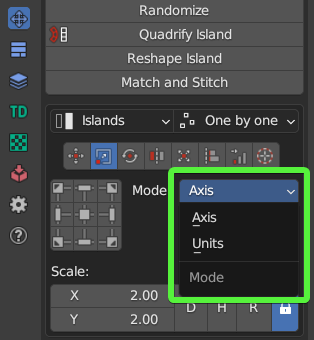 Randomize
Quadrify Island
Reshape Island
Match and Stitch
TD
Islands One by one
Mode Axis
Axis
Units
Mode
Scale:
X 2.00
Y 2.00
D H R